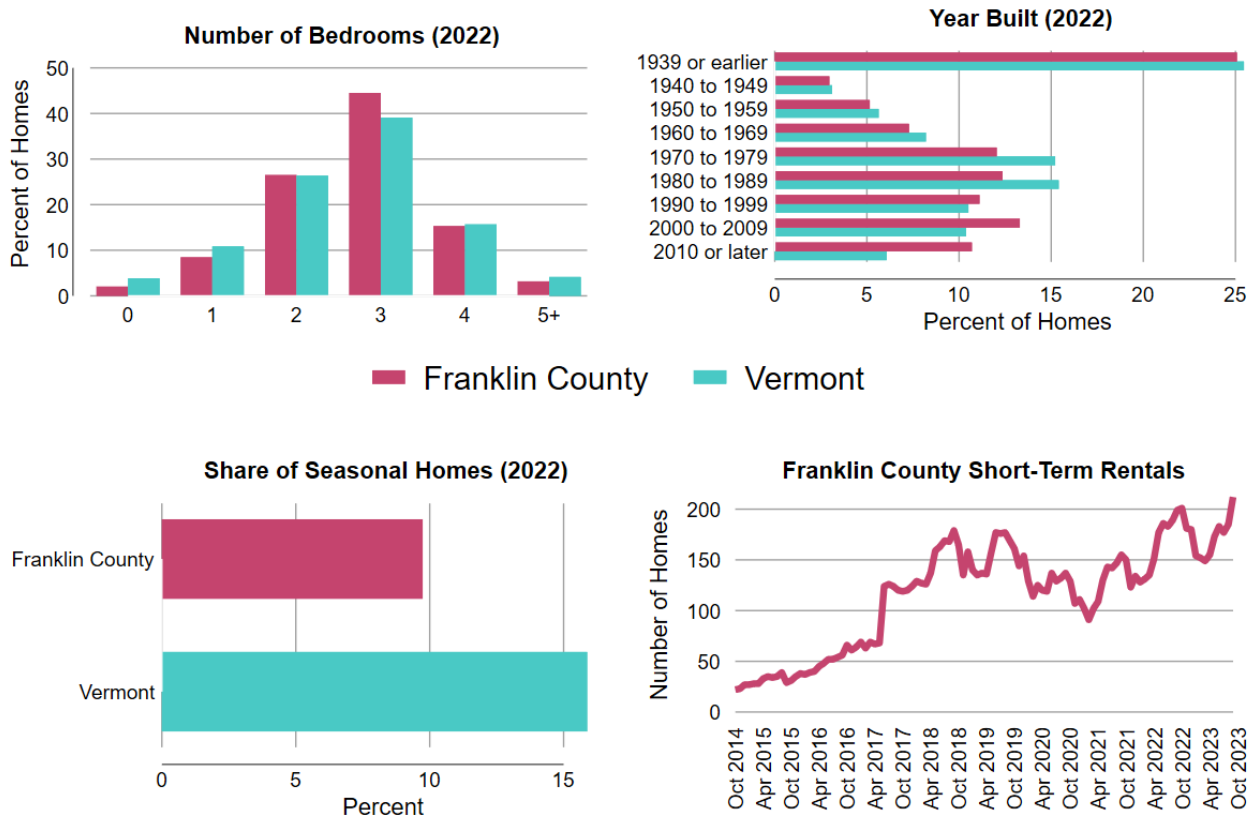 Number of Bedrooms (2022)
Percent of Homes
50
40
30
20
10
0
0 1 2 3 4 5+
Year Built (2022)
1939 or earlier
1940 to 1949
1950 to 1959
1960 to 1969
1970 to 1979
1980 to 1989
1990 to 1999
2000 to 2009
2010 or later
0 5 10 15 20 25
Percent of Homes
Franklin County Vermont
Share of Seasonal Homes (2022)
Franklin County
Vermont
0 5 10 15
Percent
Franklin County Short-Term Rentals
Number of Homes
200
150
100
50
0
Oct 2014
Apr 2015
Oct 2015
Apr 2016
Oct 2016
Apr 2017
Oct 2017
Apr 2018
Oct 2018
Apr 2019
Oct 2019
Apr 2020
Oct 2020
Apr 2021
Oct 2021
Apr 2022
Oct 2022
Apr 2023
Oct 2023